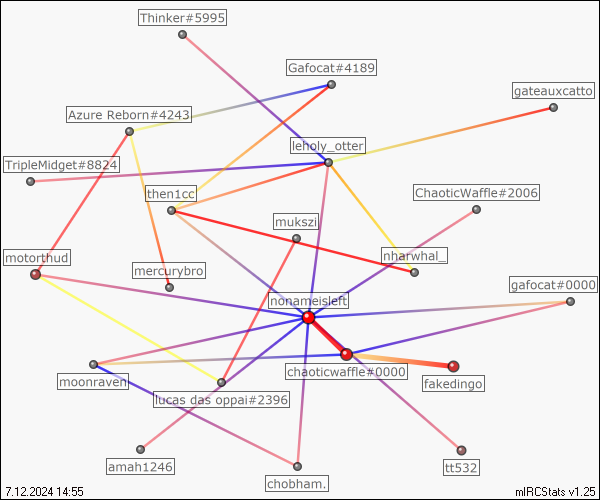 Thinker#5995
Gafocat#4189
gateauxcatto
Azure Reborn#4243
leholy_otter
TripleMidget#8824
then1cc
ChaoticWaffle#2006
mukszi
motorthud
nharwhal_
mercurybro
gafocat#0000
nonameisleft
chaoticwaffle#0000
moonraven
fakedingo
lucas das oppai#2396
amah1246
tt532
chobham.
7.12.2024 14:55
mIRCStats v1.25